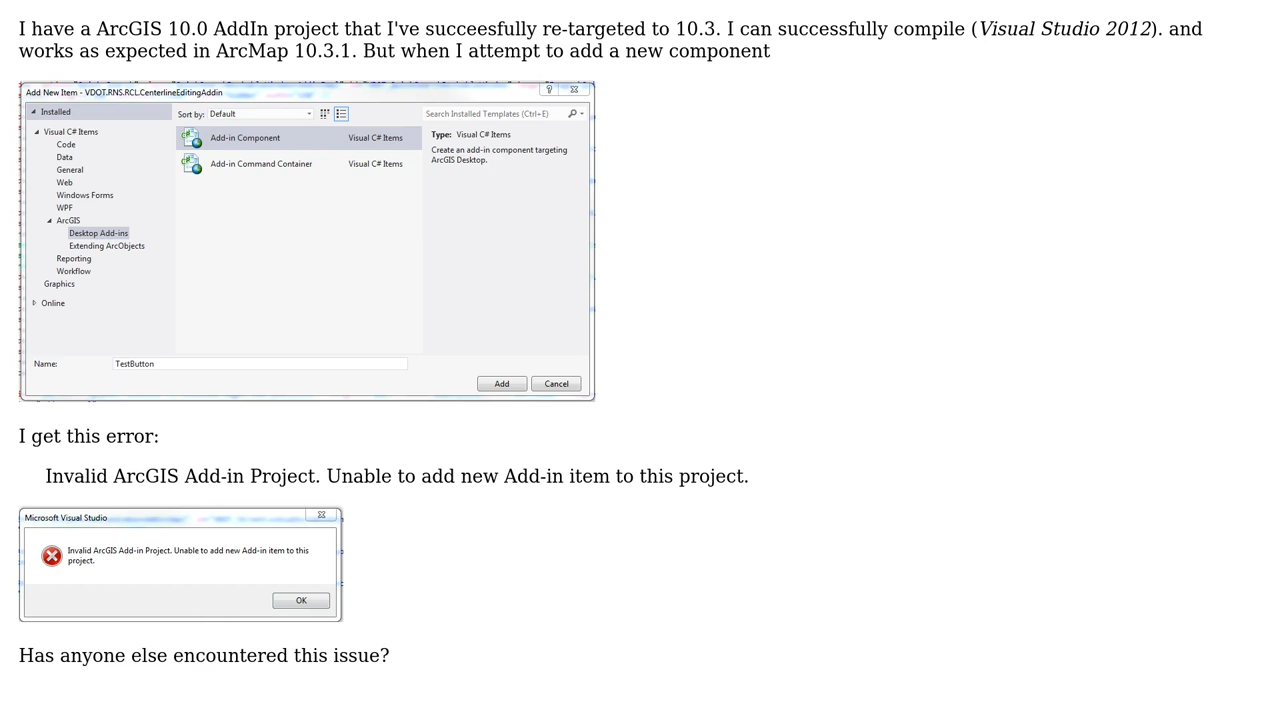 I have a ArcGIS 10.0 AddIn project that I've succeesfully re-targeted to 10.3. I can successfully compile (Visual Studio 2012). and
works as expected in ArcMap 10.3.1. But when I attempt to add a new component
Add New Item - VDOT.RNS.RCL.CenterlineEditingAddin
Installed
Sort by: Default
Search Installed Templates (Ctrl+E)
Visual C# Items
Code
Data
General
Web
Windows Forms
WPF
ArcGIS
Desktop Add-ins
Extending ArcObjects
Reporting
Workflow
Graphics
Online
Add-in Component Visual C# Items
Add-in Command Container Visual C# Items
Type: Visual C# Items
Create an add-in component targeting
ArcGIS Desktop.
Name: TestButton
Add Cancel
I get this error:
Invalid ArcGIS Add-in Project. Unable to add new Add-in item to this project.
Microsoft Visual Studio
Invalid ArcGIS Add-in Project. Unable to add new Add-in item to this
project.
OK
Has anyone else encountered this issue?